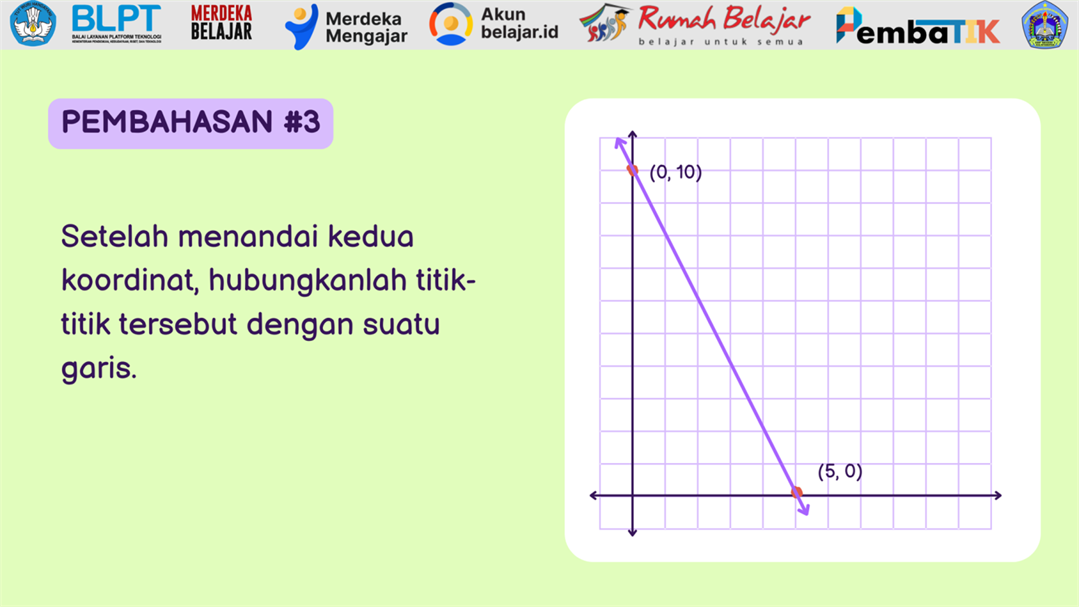 BLPT
BALAI LAYANAN PLATFORM TEKNOLOGI
MERDEKA
BELAJAR
Merdeka
Mengajar
Akun
belajar.id
Rumah Belajar
belajar untuk semua
PembaTIK
PEMBAHASAN #3
Setelah menandai kedua
koordinat, hubungkanlah titik-
titik tersebut dengan suatu
garis.
(0, 10)
(5, 0)